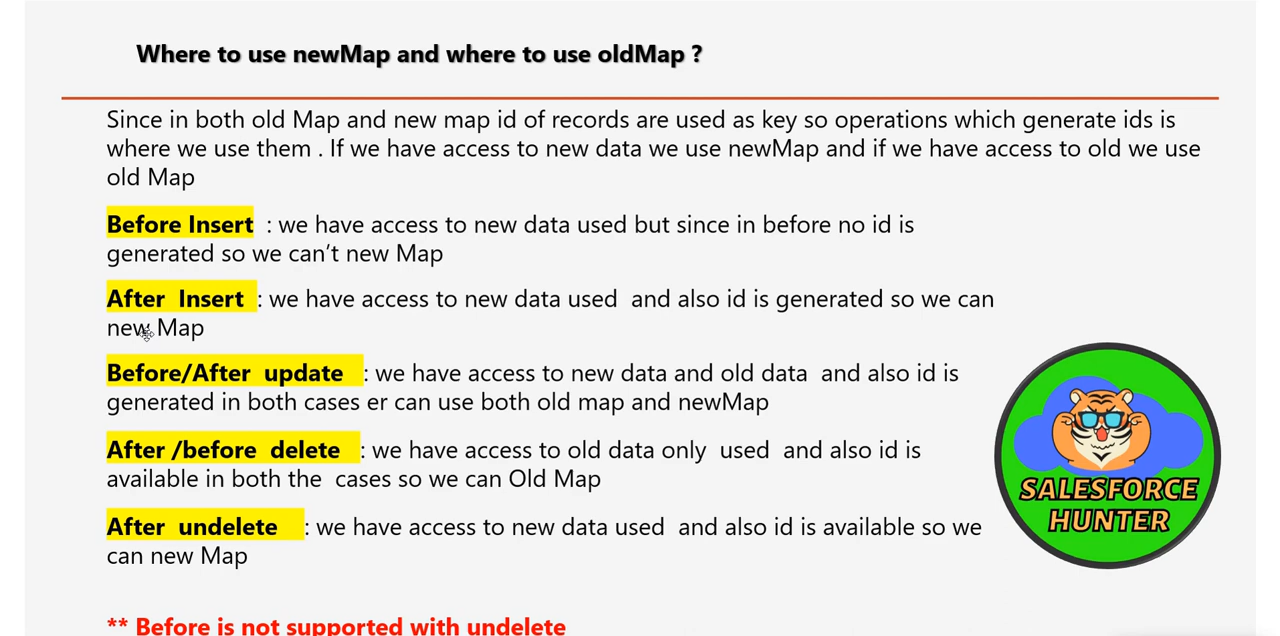 Where to use newMap and where to use oldMap ?
Since in both old Map and new map id of records are used as key so operations which generate ids is
where we use them . If we have access to new data we use newMap and if we have access to old we use
old Map
Before Insert : we have access to new data used but since in before no id is
generated so we can’t new Map
After Insert : we have access to new data used and also id is generated so we can
new Map
Before/After update : we have access to new data and old data and also id is
generated in both cases er can use both old map and newMap
After /before delete : we have access to old data only used and also id is
available in both the cases so we can Old Map
After undelete : we have access to new data used and also id is available so we
can new Map
SALESFORCE
HUNTER
** Before is not supported with undelete